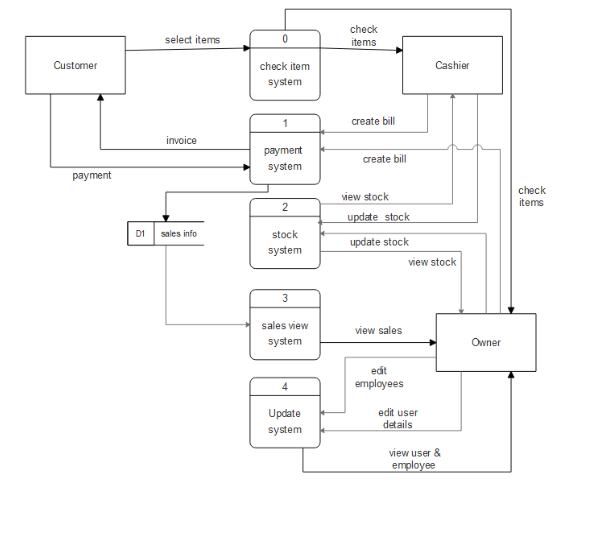 select items
0
check
items
Customer
check item
system
Cashier
1
create bill
invoice
payment
system
create bill
payment
view stock
check
items
2
update stock
D1
sales info
stock
system
update stock
view stock
3
sales view
system
view sales
Owner
edit
employees
4
Update
system
edit user
details
view user &
employee